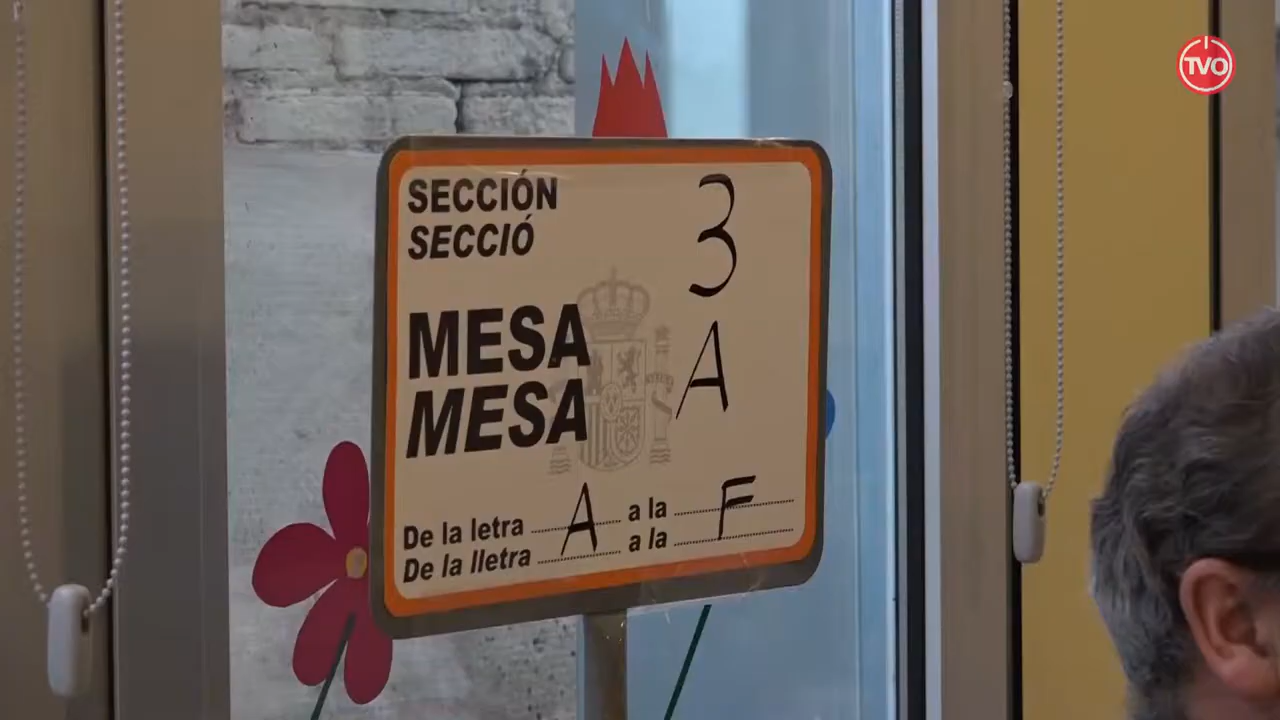 TVO
SECCIÓN 3
SECCIÓ
MESA A
MESA
De la letra A a la F
De la lletra a la